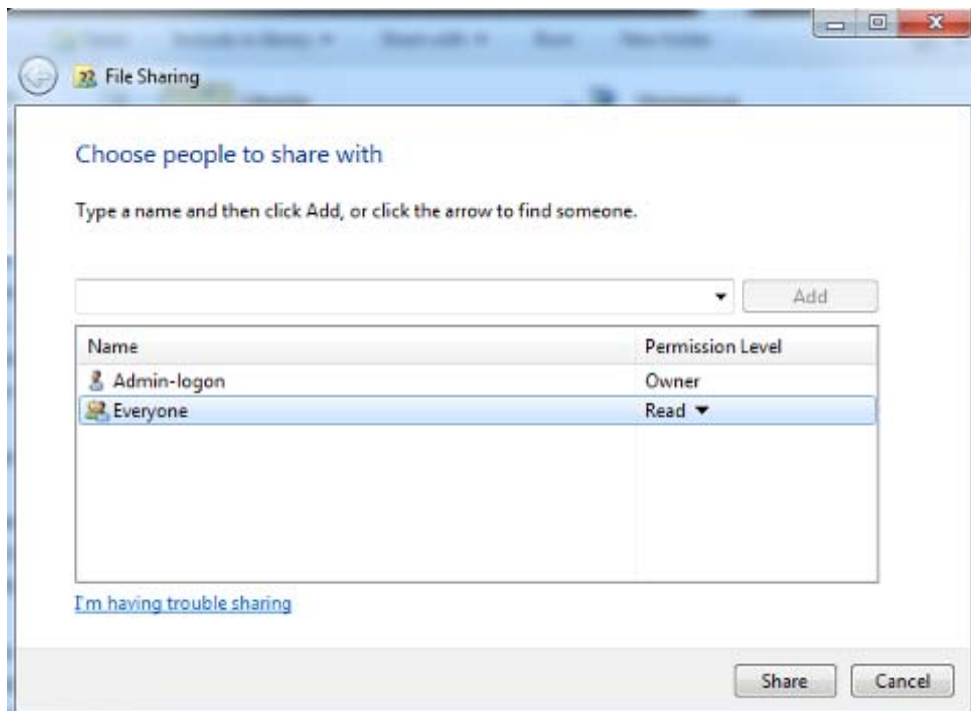 File Sharing
Choose people to share with
Type a name and then click Add, or click the arrow to find someone.
Add
Name Permission Level
Admin-logon Owner
Everyone Read
I'm having trouble sharing
Share Cancel